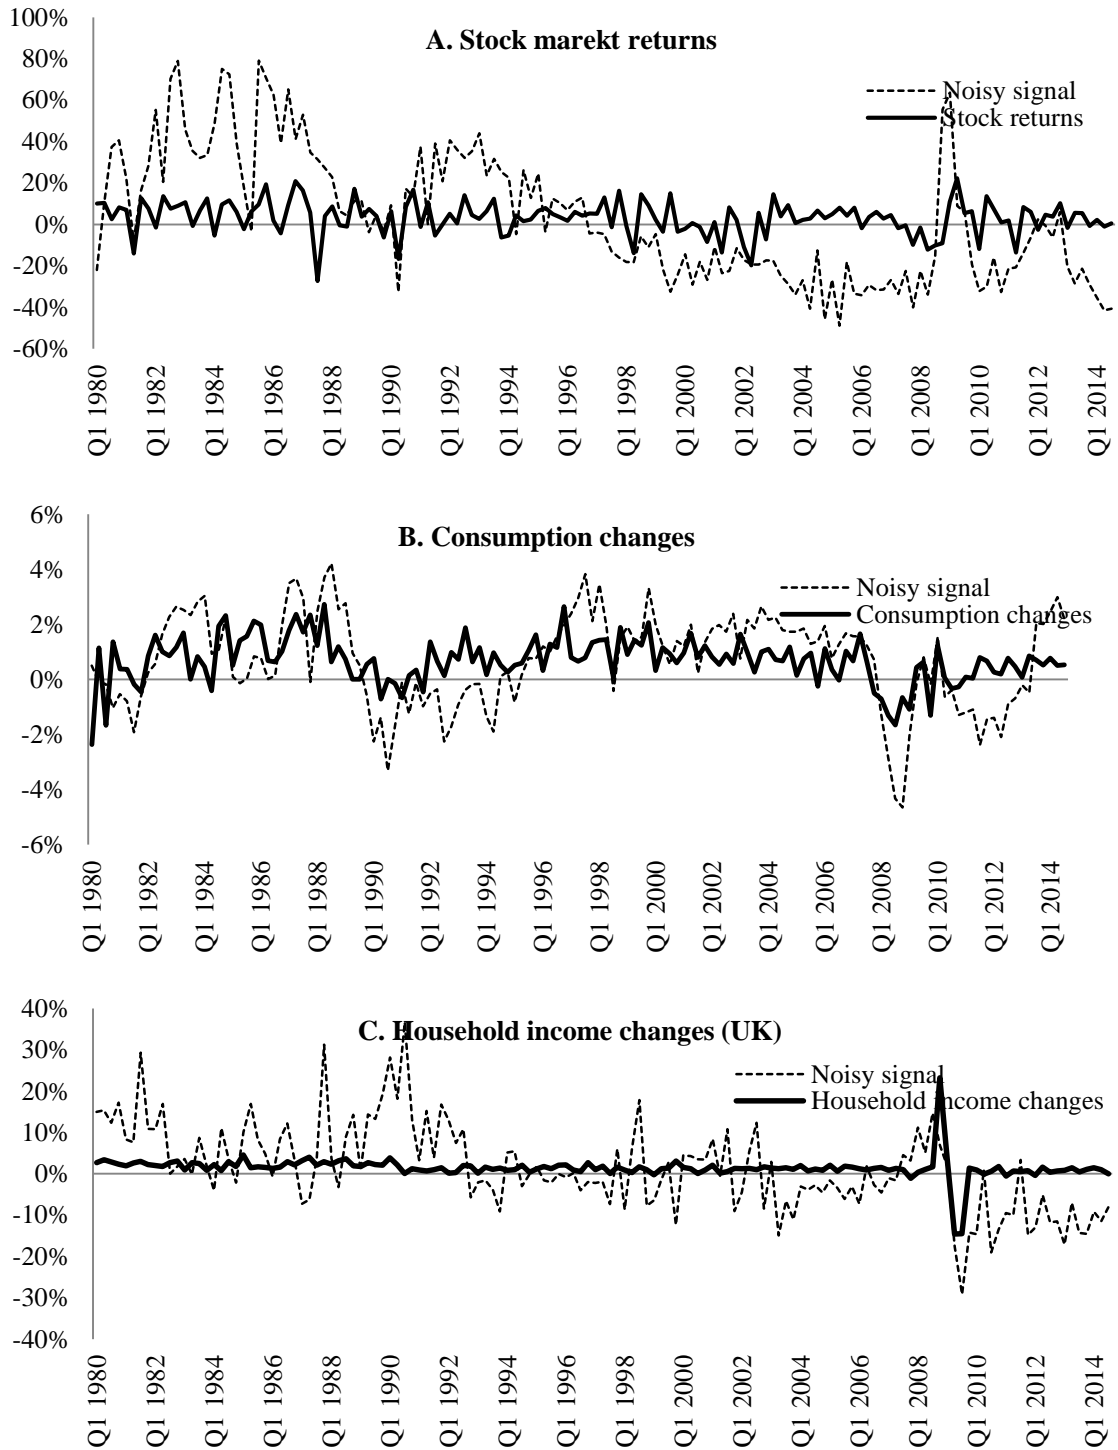 100%
A. Stock marekt returns
80%
Noisy signal
60%
Stock returns
40%
20%
0%
-20%
-40%
-60%
Q1 1980
Q1 1982
Q1 1984
Q1 1986
Q1 1988
Q1 1990
Q1 1992
Q1 1994
Q1 1996
Q1 1998
Q1 2000
Q1 2002
Q1 2004
Q1 2006
Q1 2008
Q1 2010
Q1 2012
Q1 2014
6%
B. Consumption changes
4%
Noisy signal
Consumption changes
2%
0%
-2%
-4%
-6%
Q1 1980
Q1 1982
Q1 1984
Q1 1986
Q1 1988
Q1 1990
Q1 1992
Q1 1994
Q1 1996
Q1 1998
Q1 2000
Q1 2002
Q1 2004
Q1 2006
Q1 2008
Q1 2010
Q1 2012
Q1 2014
40%
C. Household income changes (UK)
30%
Noisy signal
20%
Household income changes
10%
0%
-10%
-20%
-30%
-40%
Q1 1980
Q1 1982
Q1 1984
Q1 1986
Q1 1988
Q1 1990
Q1 1992
Q1 1994
Q1 1996
Q1 1998
Q1 2000
Q1 2002
Q1 2004
Q1 2006
Q1 2008
Q1 2010
Q1 2012
Q1 2014